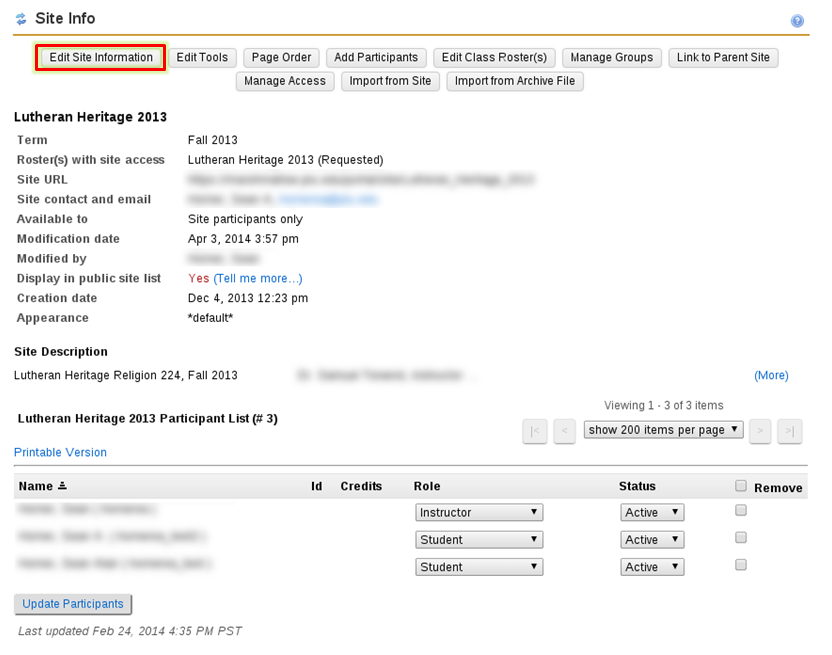 Site Info
Edit Site Information Edit Tools Page Order Add Participants Edit Class Roster(s) Manage Groups Link to Parent Site
Manage Access Import from Site Import from Archive File
Lutheran Heritage 2013
Term Fall 2013
Roster(s) with site access Lutheran Heritage 2013 (Requested)
Site URL
Site contact and email
Available to Site participants only
Modification date Apr 3, 2014 3:57 pm
Modified by
Display in public site list Yes (Tell me more...)
Creation date Dec 4, 2013 12:23 pm
Appearance *default*
Site Description
Lutheran Heritage Religion 224, Fall 2013 (More)
Viewing 1 - 3 of 3 items
Lutheran Heritage 2013 Participant List (# 3) |< < show 200 items per page > >|
Printable Version
Name Id Credits Role Status Remove
Instructor Active
Student Active
Student Active
Update Participants
Last updated Feb 24, 2014 4:35 PM PST